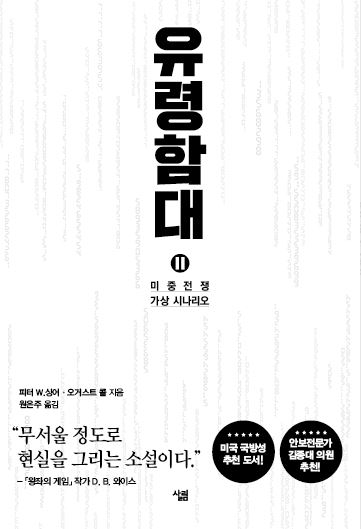 유령함대
II
미중전쟁
가상 시나리오
피터 W.싱어 · 오거스트 콜 지음
원은주 옮김
“무서울 정도로
현실을 그리는 소설이다.”
– 「왕좌의 게임」 작가 D. B. 와이스
★★★★★
미국 국방성
추천 도서!
★★★★★
안보전문가
김종대 의원
추천!!
살림